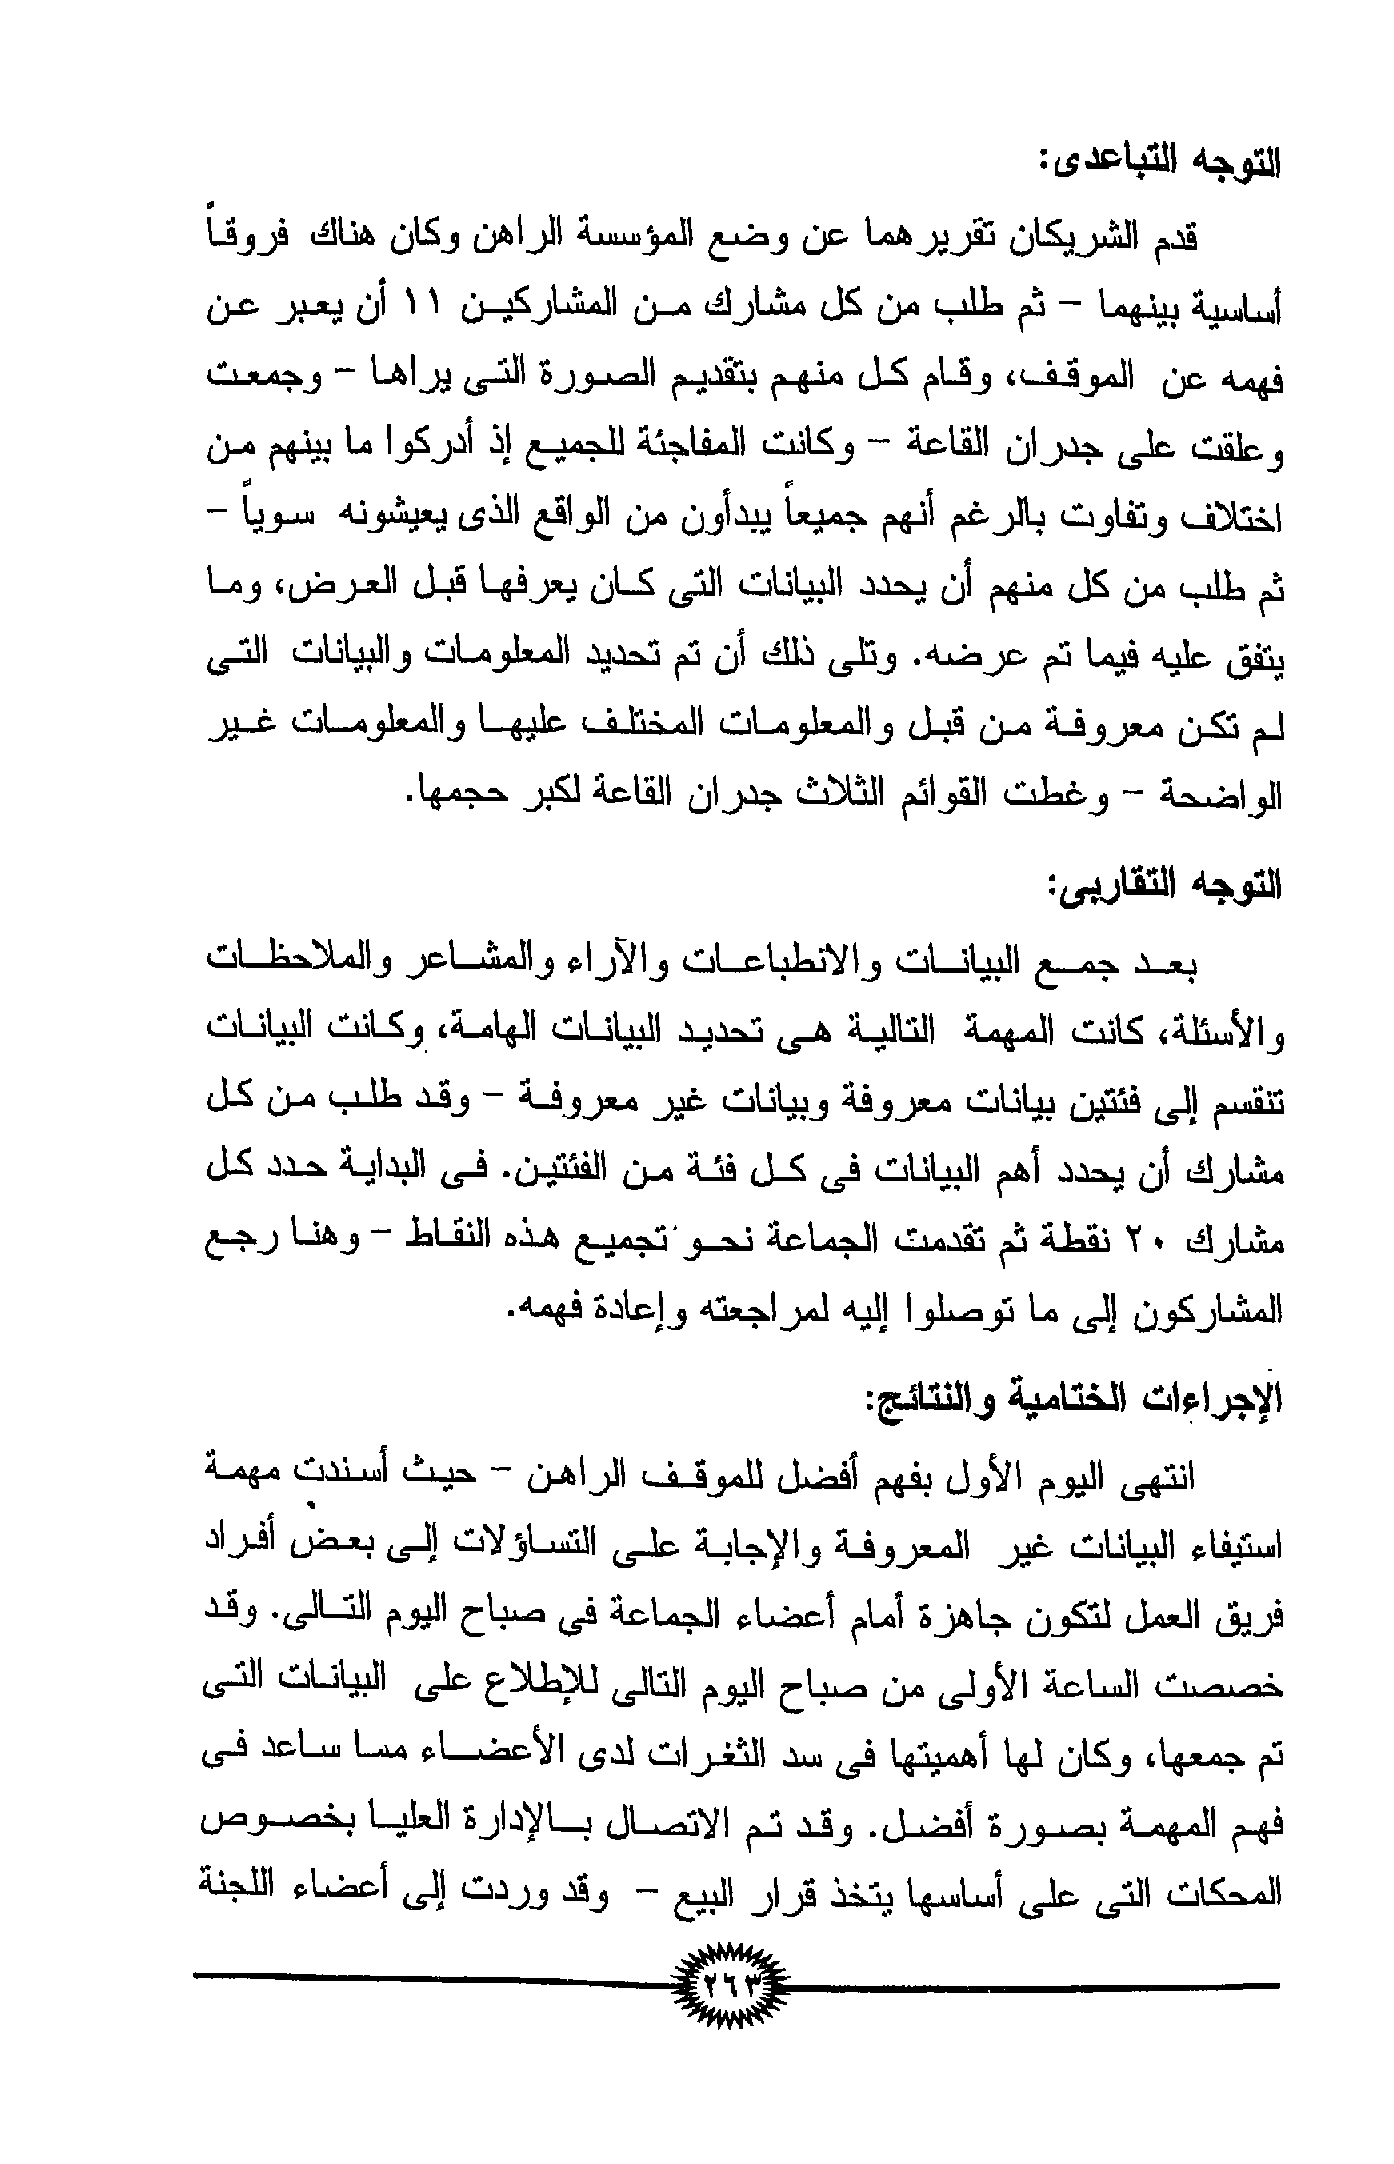 التوجه التباعدى:
قدم الشريكان تقريرهما عن وضع المؤسسة الراهن وكان هناك فروقاً
أساسية بينهما – ثم طلب من كل مشارك من المشاركين ١١ أن يعبر عن
فهمه عن الموقف، وقام كل منهم بتقديم الصورة التى يراها – وجمعت
وعلقت على جدران القاعة – وكانت المفاجئة للجميع إذ أدركوا ما بينهم من
اختلاف وتفاوت بالرغم أنهم جميعاً يبدأون من الواقع الذى يعيشونه سوياً –
ثم طلب من كل منهم أن يحدد البيانات التى كان يعرفها قبل العرض، وما
يتفق عليه فيما تم عرضه. وتلى ذلك أن تم تحديد المعلومات والبيانات التى
لم تكن معروفة من قبل والمعلومات المختلف عليها والمعلومات غير
الواضحة – وغطت القوائم الثلاث جدران القاعة لكبر حجمها.
التوجه التقاربى:
بعد جمع البيانات والانطباعات والآراء والمشاعر والملاحظات
والأسئلة، كانت المهمة التالية هى تحديد البيانات الهامة، وكانت البيانات
تنقسم إلى فئتين بيانات معروفة وبيانات غير معروفة – وقد طلب من كل
مشارك أن يحدد أهم البيانات فى كل فئة من الفئتين. فى البداية حدد كل
مشارك ٢٠ نقطة ثم تقدمت الجماعة نحو تجميع هذه النقاط – وهنا رجع
المشاركون إلى ما توصلوا إليه لمراجعته وإعادة فهمه.
الإجراءات الختامية والنتائج:
انتهى اليوم الأول بفهم أفضل للموقف الراهن – حيث أسندت مهمة
استيفاء البيانات غير المعروفة والإجابة على التساؤلات إلى بعض أفراد
فريق العمل لتكون جاهزة أمام أعضاء الجماعة فى صباح اليوم التالى. وقد
خصصت الساعة الأولى من صباح اليوم التالى للإطلاع على البيانات التى
تم جمعها، وكان لها أهميتها فى سد الثغرات لدى الأعضاء مما ساعد فى
فهم المهمة بصورة أفضل. وقد تم الاتصال بالإدارة العليا بخصوص
المحكات التى على أساسها يتخذ قرار البيع – وقد وردت إلى أعضاء اللجنة
٢٦٣